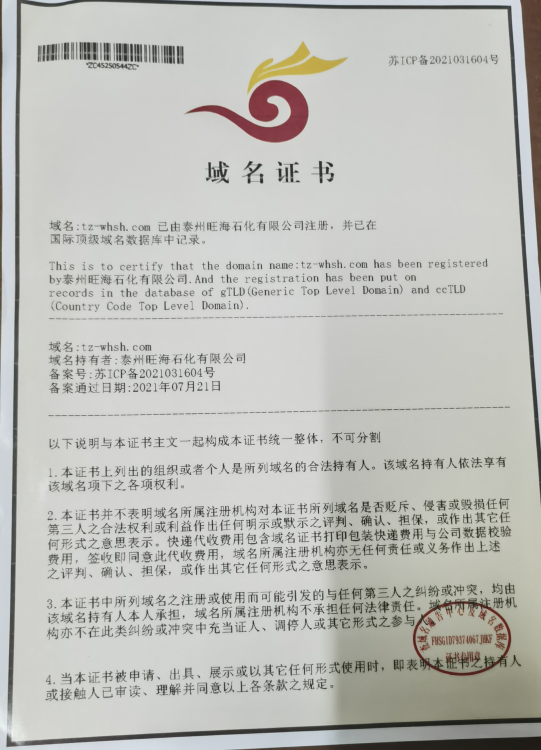 *ZC45250544ZC*
苏ICP备2021031604号
域名证书
域名:tz-whsh.com 已由泰州旺海石化有限公司注册，并已在
国际顶级域名数据库中记录。
This is to certify that the domain name:tz-whsh.com has been registered
by泰州旺海石化有限公司.And the registration has been put on
records in the database of gTLD(Generic Top Level Domain) and ccTLD
(Country Code Top Level Domain).
域名:tz-whsh.com
域名持有者:泰州旺海石化有限公司
备案号:苏ICP备2021031604号
备案通过日期:2021年07月21日
以下说明与本证书主文一起构成本证书统一整体，不可分割
1.本证书上列出的组织或者个人是所列域名的合法持有人。该域名持有人依法享有
该域名项下之各项权利。
2.本证书并不表明域名所属注册机构对本证书所列域名是否贬斥、侵害或毁损任何
第三人之合法权利或利益作出任何明示或默示之评判、确认、担保，或作出其它任
何形式之意思表示。快递代收费用包含域名证书打印包装快递费用与公司数据校验
费用，签收即同意此代收费用，域名所属注册机构亦无任何责任或义务作出上述
之评判、确认、担保，或作出其它任何形式之意思表示。
3.本证书中所列域名之注册或使用而可能引发的与任何第三人之纠纷或冲突，均由
该域名持有人本人承担，域名所属注册机构不承担任何法律责任。域名所属注册机
构亦不在此类纠纷或冲突中充当证人、调停人或其它形式之参与
4.当本证书被申请、出具、展示或以其它任何形式使用时，即表明本证书之持有人
或接触人已审读、理解并同意以上各条款之规定。
证书专用章